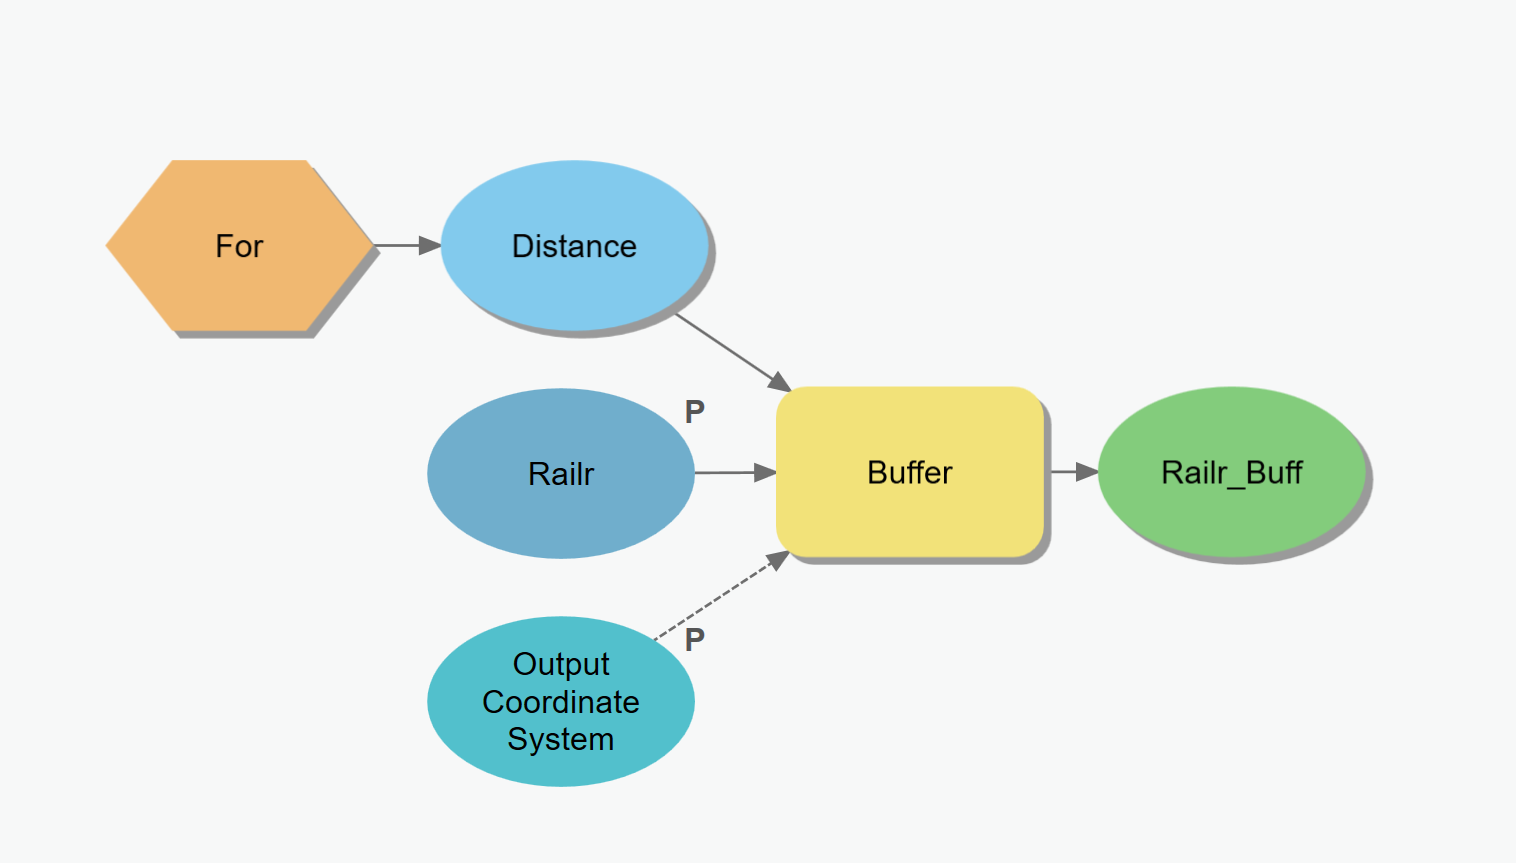 For
Distance
P
Railr
Buffer
Railr_Buff
P
Output
Coordinate
System